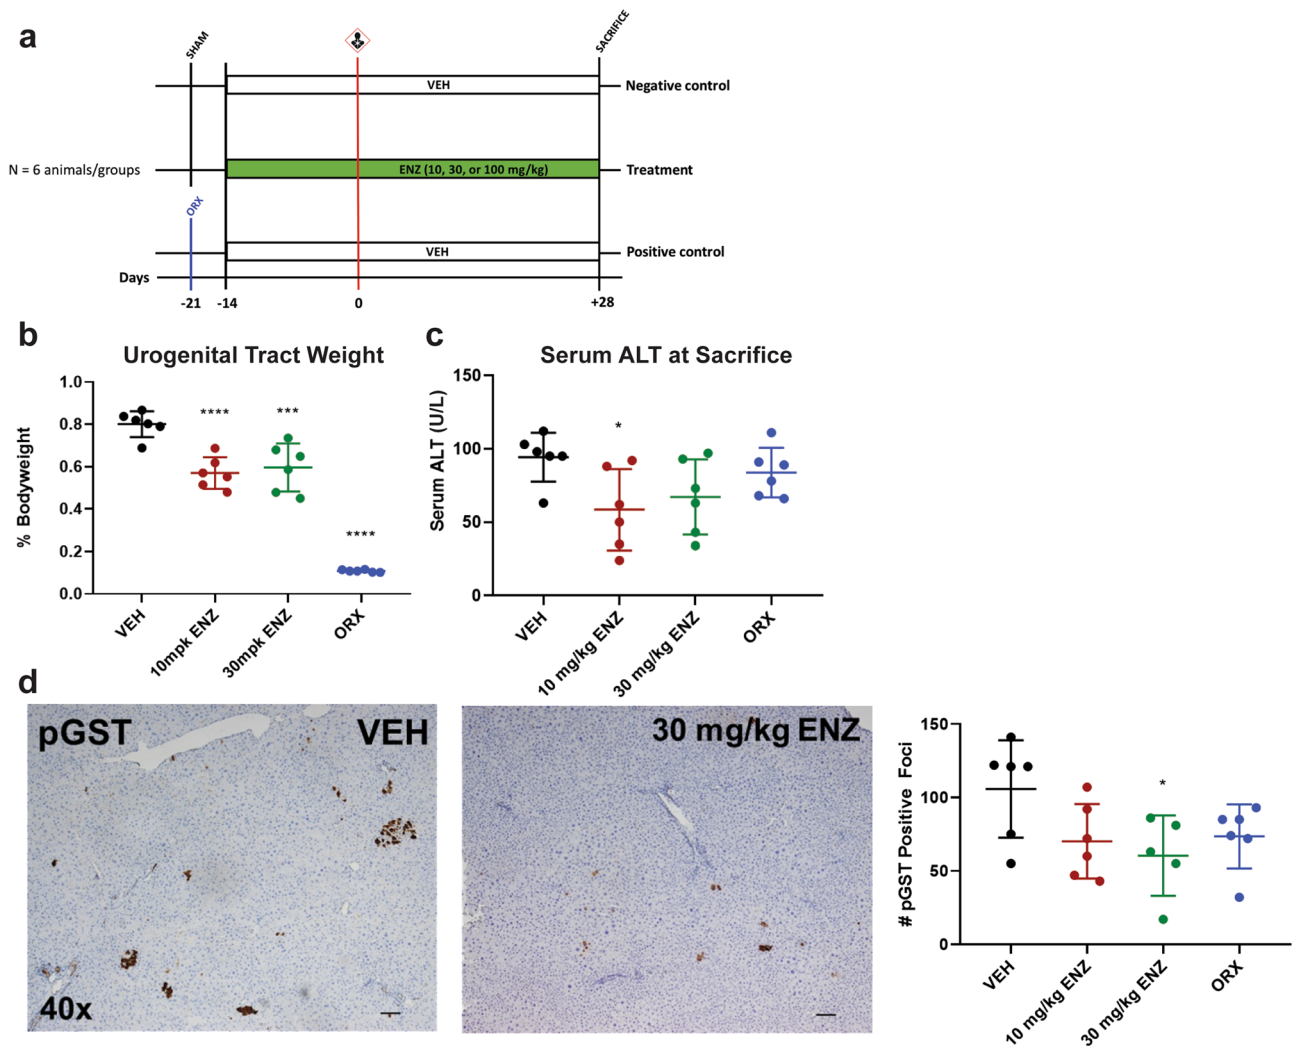 a
SHAM
SACRIFICE
VEH
Negative control
N = 6 animals/groups
ENZ (10, 30, or 100 mg/kg)
Treatment
ORX
VEH
Positive control
Days
-21
-14
0
+28
b
Urogenital Tract Weight
% Bodyweight
1.0
0.8
0.6
0.4
0.2
0.0
****
***
****
VEH
10mpk ENZ
30mpk ENZ
ORX
c
Serum ALT at Sacrifice
Serum ALT (U/L)
150
100
50
0
*
VEH
10 mg/kg ENZ
30 mg/kg ENZ
ORX
d
pGST
VEH
40x
30 mg/kg ENZ
# pGST Positive Foci
150
100
50
0
*
VEH
10 mg/kg ENZ
30 mg/kg ENZ
ORX